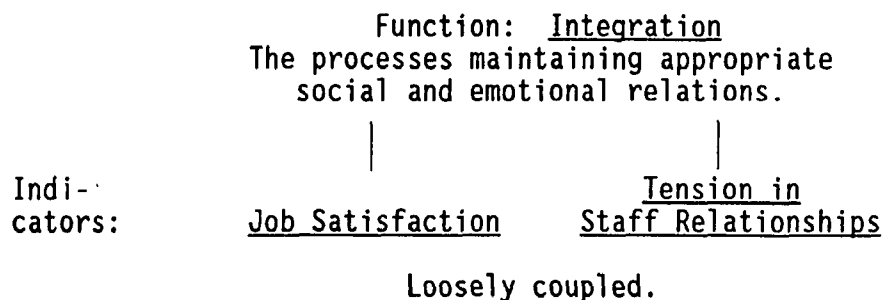 Function: Integration
The processes maintaining appropriate
social and emotional relations.
Indi-
cators:
Job Satisfaction
Tension in
Staff Relationships
Loosely coupled.